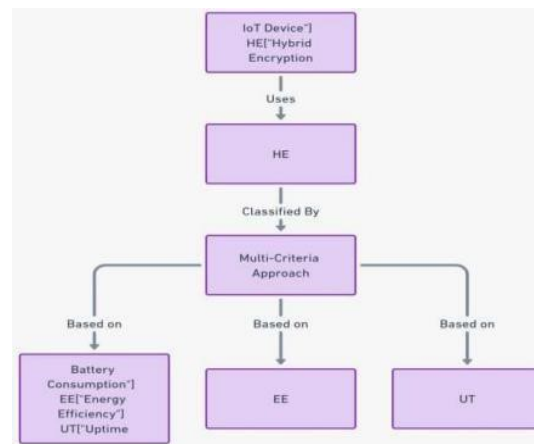 IoT Device"]
HE["Hybrid
Encryption
Uses
HE
Classified By
Multi-Criteria
Approach
Based on
Based on
Based on
Battery
Consumption"]
EE["Energy
Efficiency"]
UT["Uptime
EE
UT